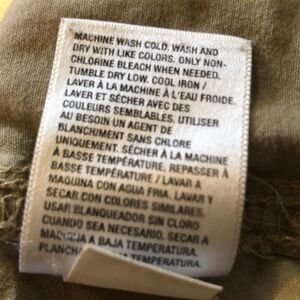 MACHINE WASH COLD. WASH AND
DRY WITH LIKE COLORS. ONLY NON-
CHLORINE BLEACH WHEN NEEDED.
TUMBLE DRY LOW. COOL IRON /
LAVER À LA MACHINE À L'EAU FROIDE.
LAVER ET SÉCHER AVEC DES
COULEURS SEMBLABLES. UTILISER
AU BESOIN UN AGENT DE
BLANCHIMENT SANS CHLORE
UNIQUEMENT. SÉCHER À LA MACHINE
À BASSE TEMPÉRATURE. REPASSER À
BASSE TEMPÉRATURE / LAVAR A
MAQUINA CON AGUA FRIA. LAVAR Y
SECAR CON COLORES SIMILARES.
USAR BLANQUEADOR SIN CLORO
CUANDO SEA NECESARIO. SECAR A
MAQUINA A BAJA TEMPERATURA.
TEMPERATURA.